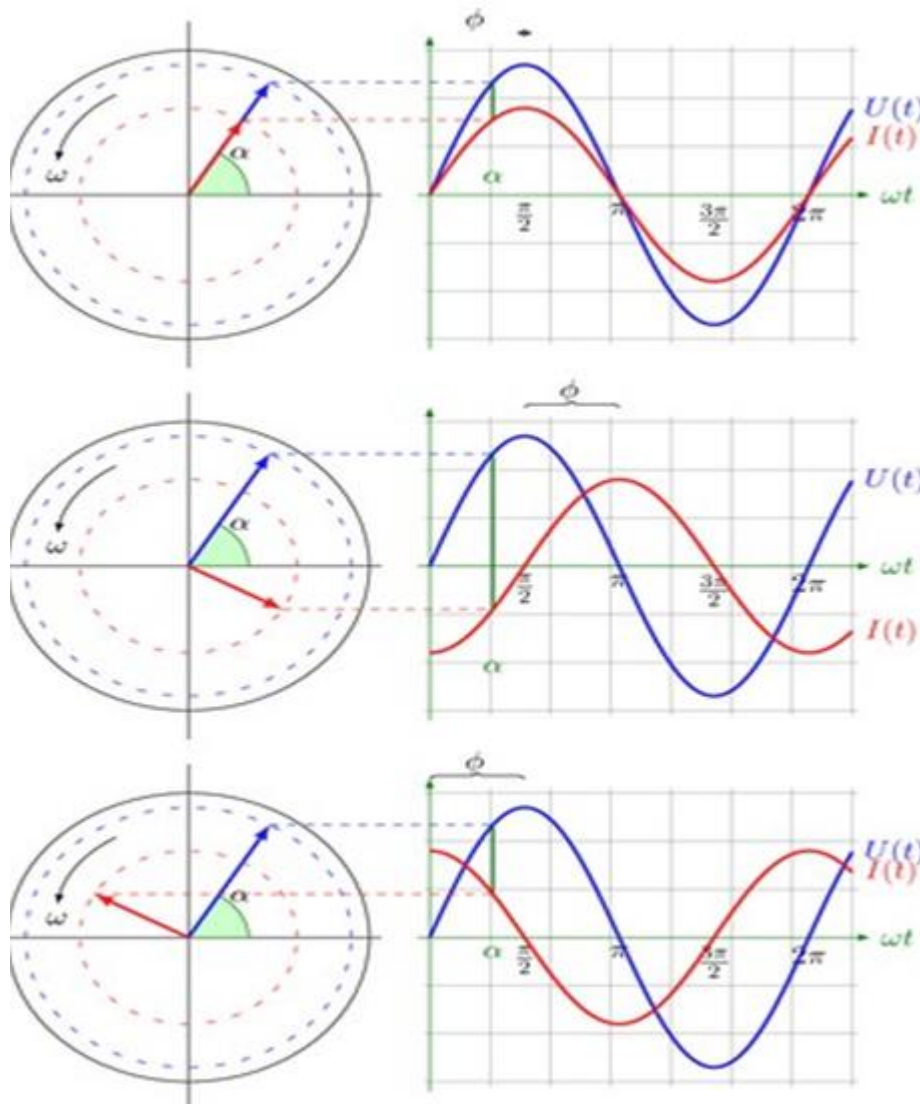 ϕ
U(t)
I(t)
ω α α π/2 π 3π/2 2π ωt
ϕ
U(t)
ω α π/2 π 3π/2 2π ωt
I(t)
α
ϕ
U(t)
I(t)
ω α α π/2 π 3π/2 2π ωt